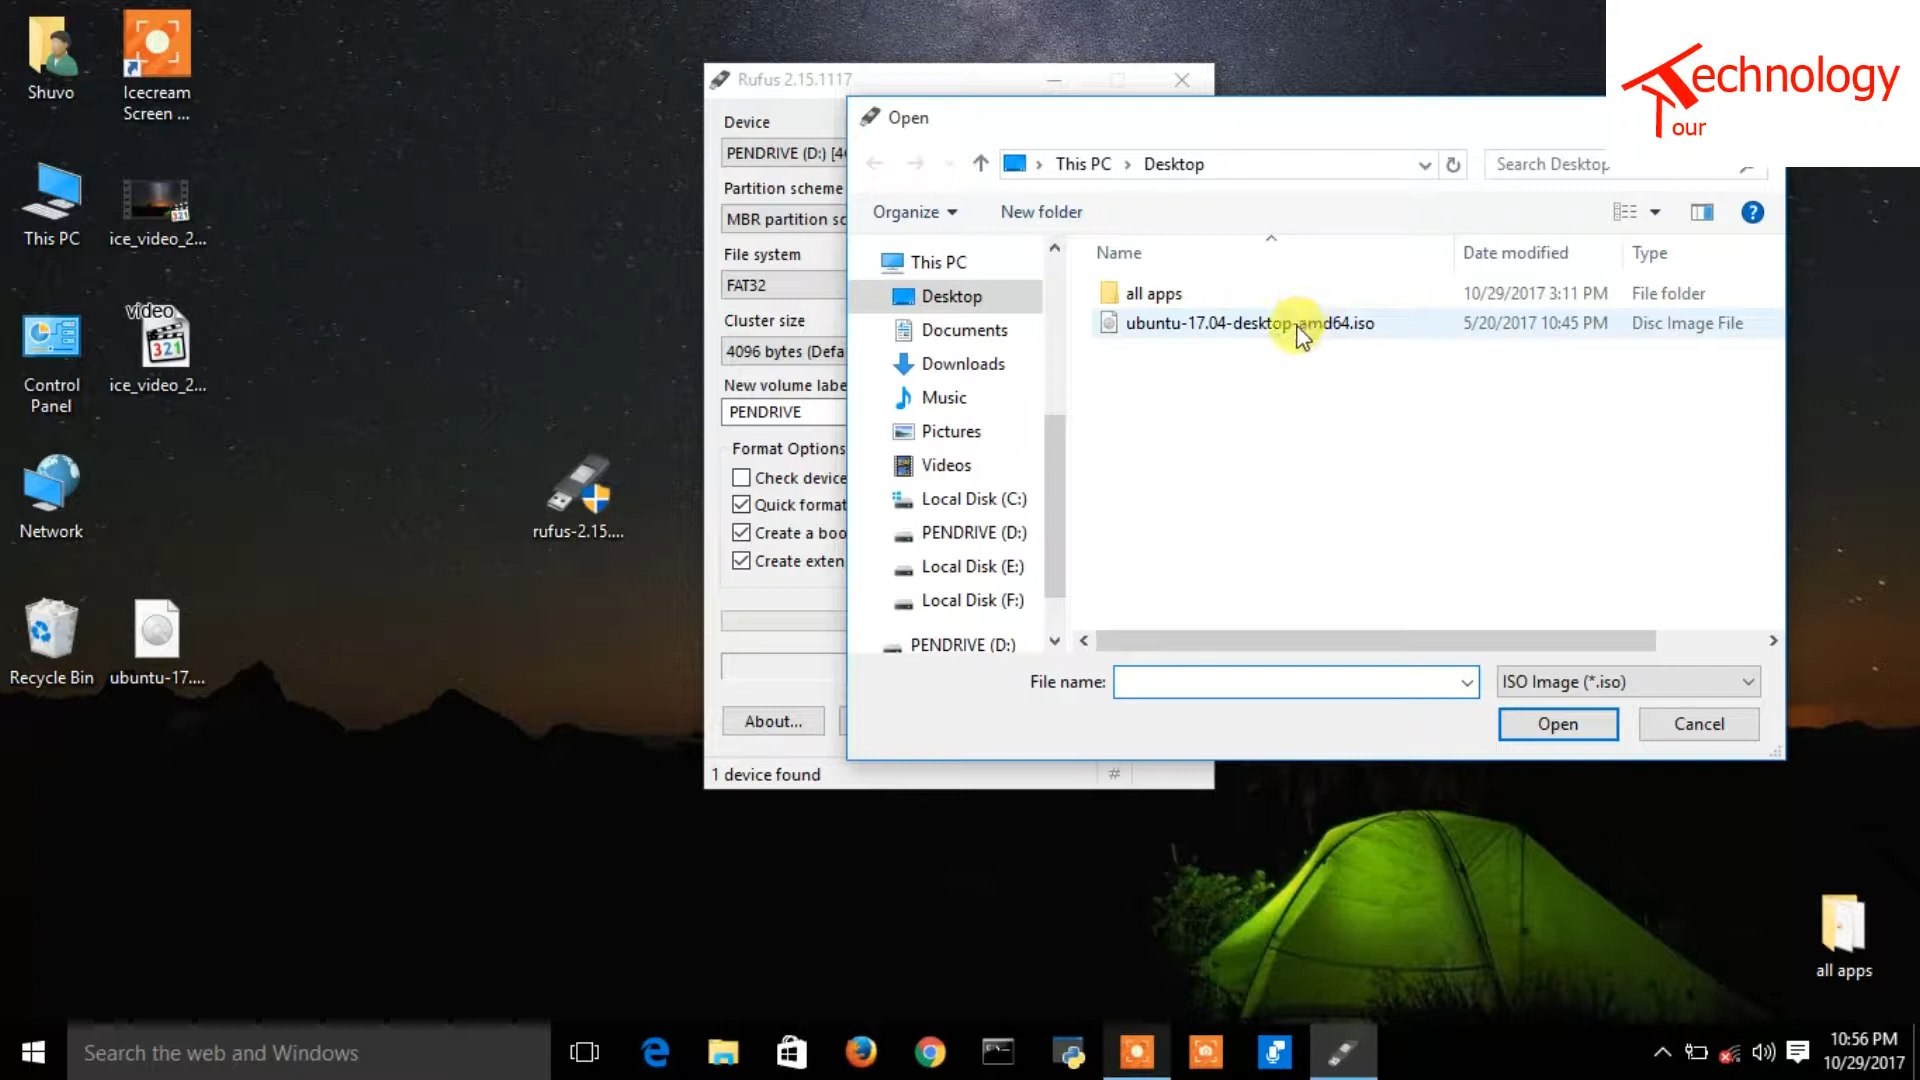 Shuvo
Icecream
Screen ...
This PC
ice_video_2...
video
321
Control
Panel
ice_video_2...
Network
rufus-2.15....
Recycle Bin
ubuntu-17....
Rufus 2.15.1117
Device
PENDRIVE (D:) [4
Partition scheme
MBR partition sc
File system
FAT32
Cluster size
4096 bytes (Defa
New volume labe
PENDRIVE
Format Options
Check device
Quick format
Create a boo
Create exten
About...
1 device found
#
Open
This PC > Desktop
Search Desktop
Organize
New folder
?
This PC
Desktop
Documents
Downloads
Music
Pictures
Videos
Local Disk (C:)
PENDRIVE (D:)
Local Disk (E:)
Local Disk (F:)
PENDRIVE (D:)
Name Date modified Type
all apps 10/29/2017 3:11 PM File folder
ubuntu-17.04-desktop-amd64.iso 5/20/2017 10:45 PM Disc Image File
File name:
ISO Image (*.iso)
Open
Cancel
Technology
Tour
all apps
Search the web and Windows
10:56 PM
10/29/2017